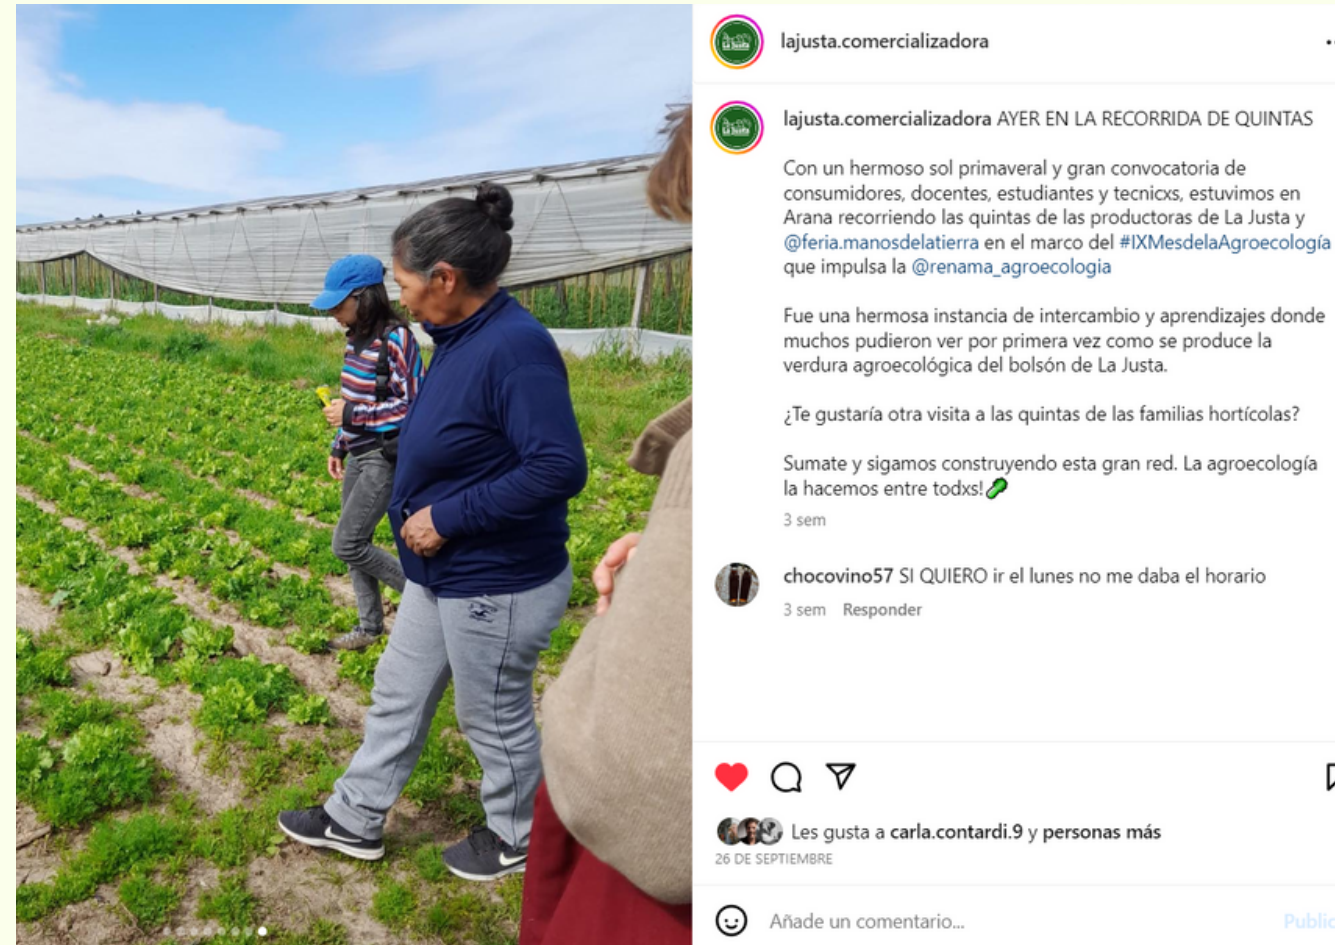 lajusta.comercializadora
lajusta.comercializadora AYER EN LA RECORRIDA DE QUINTAS
Con un hermoso sol primaveral y gran convocatoria de
consumidores, docentes, estudiantes y tecnicxs, estuvimos en
Arana recorriendo las quintas de las productoras de La Justa y
@feria.manosdelatierra en el marco del #IXMesdelaAgroecología
que impulsa la @renama_agroecologia
Fue una hermosa instancia de intercambio y aprendizajes donde
muchos pudieron ver por primera vez como se produce la
verdura agroecológica del bolsón de La Justa.
¿Te gustaría otra visita a las quintas de las familias hortícolas?
Sumate y sigamos construyendo esta gran red. La agroecología
la hacemos entre todxs!
3 sem
chocovino57 SI QUIERO ir el lunes no me daba el horario
3 sem Responder
Les gusta a carla.contardi.9 y personas más
26 DE SEPTIEMBRE
Añade un comentario...